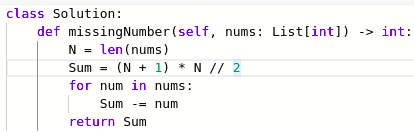 class Solution:
    def missingNumber(self, nums: List[int]) -> int:
        N = len(nums)
        Sum = (N + 1) * N // 2
        for num in nums:
            Sum -= num
        return Sum